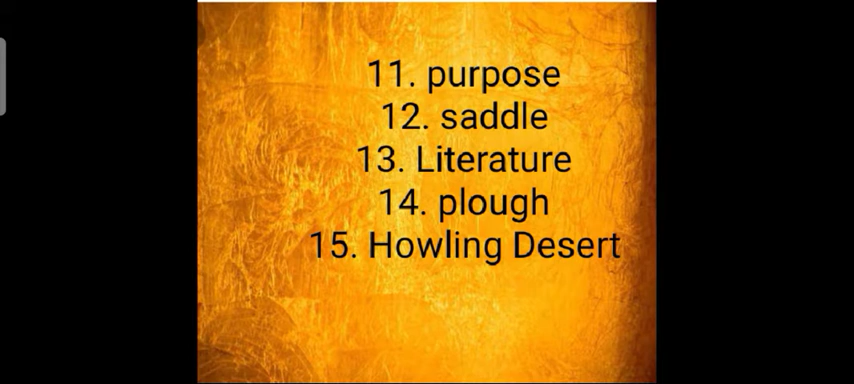 11. purpose
12. saddle
13. Literature
14. plough
15. Howling Desert